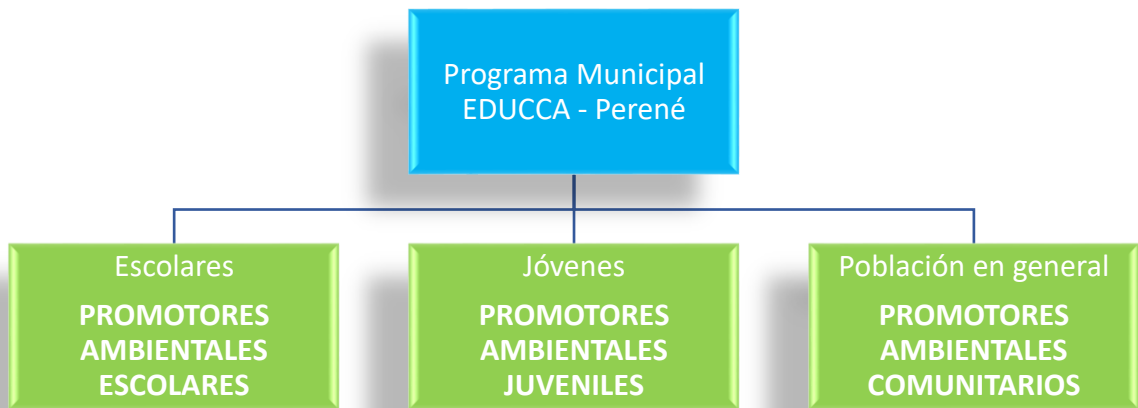 Programa Municipal
EDUCCA - Perené
Escolares
PROMOTORES
AMBIENTALES
ESCOLARES
Jóvenes
PROMOTORES
AMBIENTALES
JUVENILES
Población en general
PROMOTORES
AMBIENTALES
COMUNITARIOS